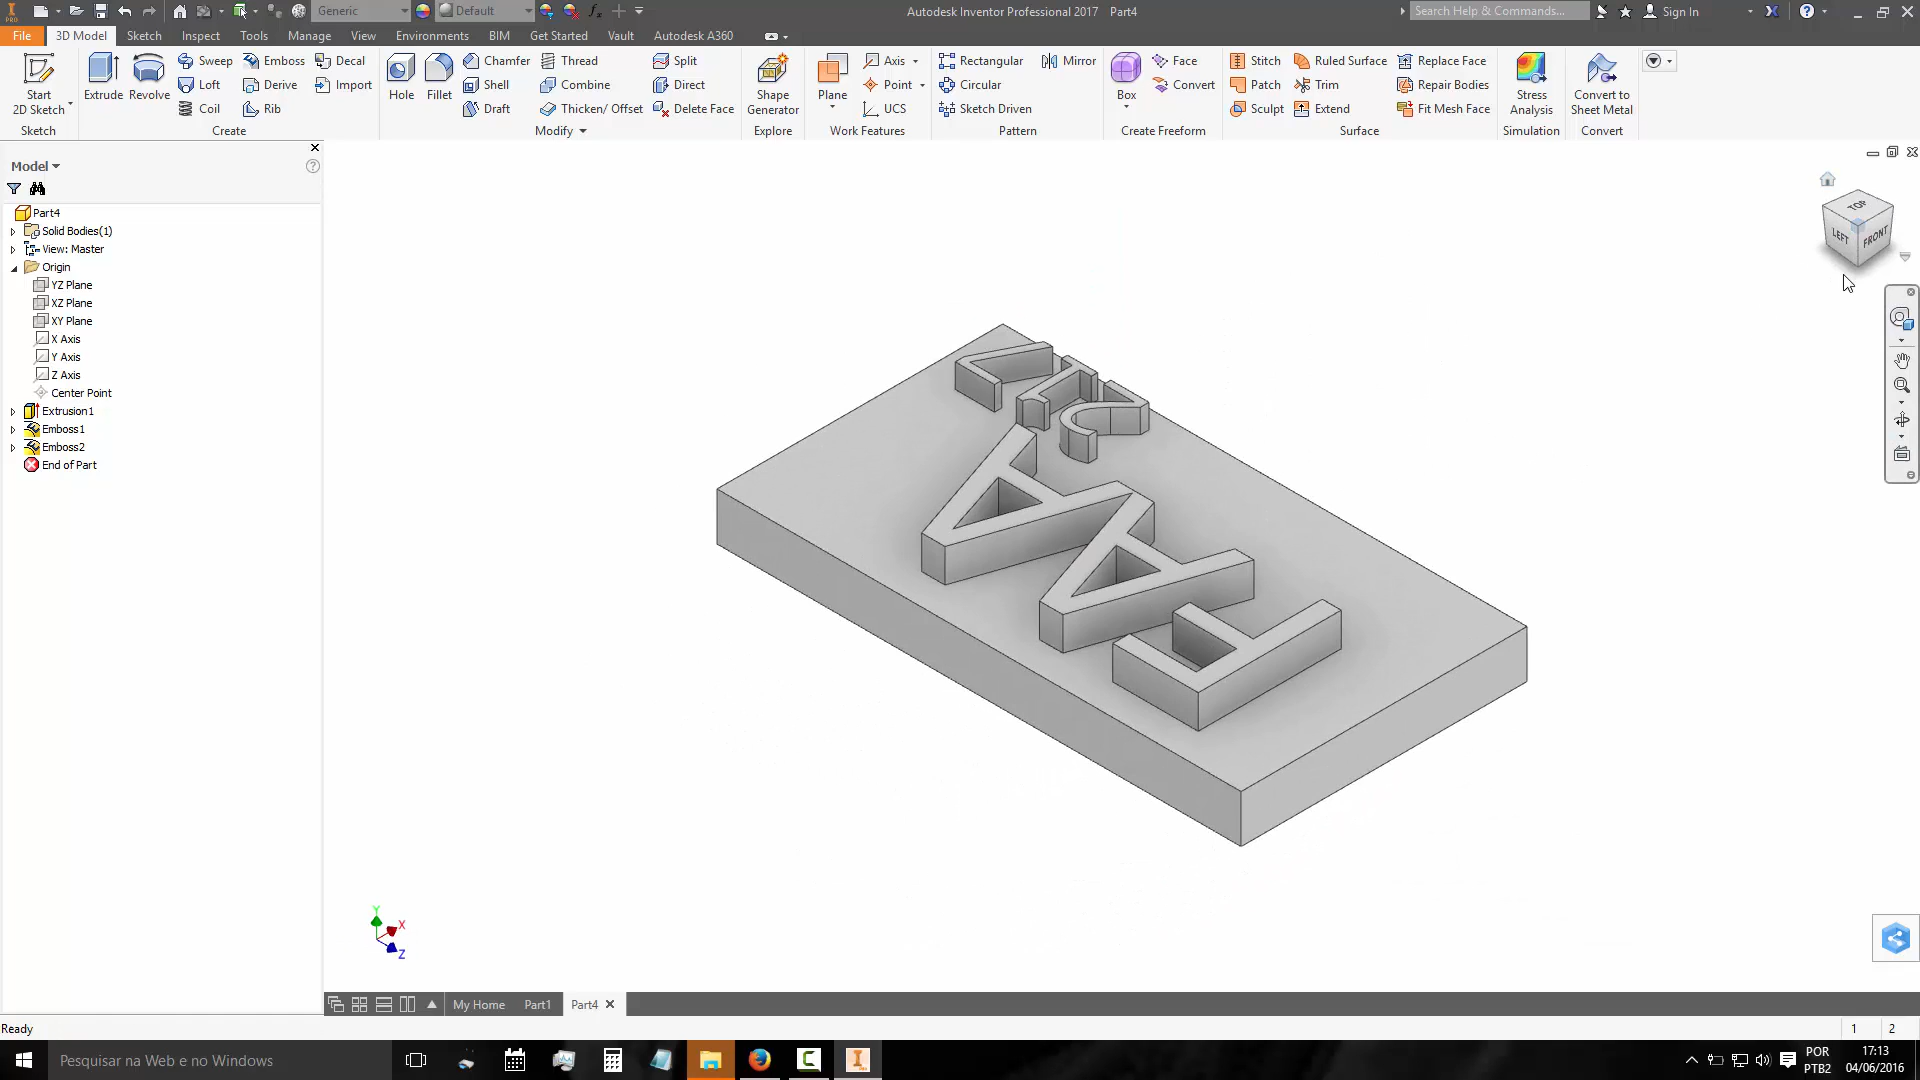 Generic
Default
Autodesk Inventor Professional 2017 Part4
Search Help & Commands...
Sign In
File
3D Model
Sketch
Inspect
Tools
Manage
View
Environments
BIM
Get Started
Vault
Autodesk A360
Start
2D Sketch
Extrude
Revolve
Sweep
Loft
Coil
Emboss
Derive
Rib
Decal
Import
Hole
Fillet
Chamfer
Shell
Draft
Thread
Combine
Thicken/ Offset
Split
Direct
Delete Face
Shape
Generator
Plane
Axis
Point
UCS
Rectangular
Circular
Sketch Driven
Mirror
Box
Face
Convert
Stitch
Patch
Sculpt
Ruled Surface
Trim
Extend
Replace Face
Repair Bodies
Fit Mesh Face
Stress
Analysis
Convert to
Sheet Metal
Sketch
Create
Modify
Explore
Work Features
Pattern
Create Freeform
Surface
Simulation
Convert
Model
Part4
Solid Bodies(1)
View: Master
Origin
YZ Plane
XZ Plane
XY Plane
X Axis
Y Axis
Z Axis
Center Point
Extrusion1
Emboss1
Emboss2
End of Part
TOP
LEFT
FRONT
Y
X
Z
My Home
Part1
Part4
Ready
1
2
Pesquisar na Web e no Windows
POR
PTB2
17:13
04/06/2016